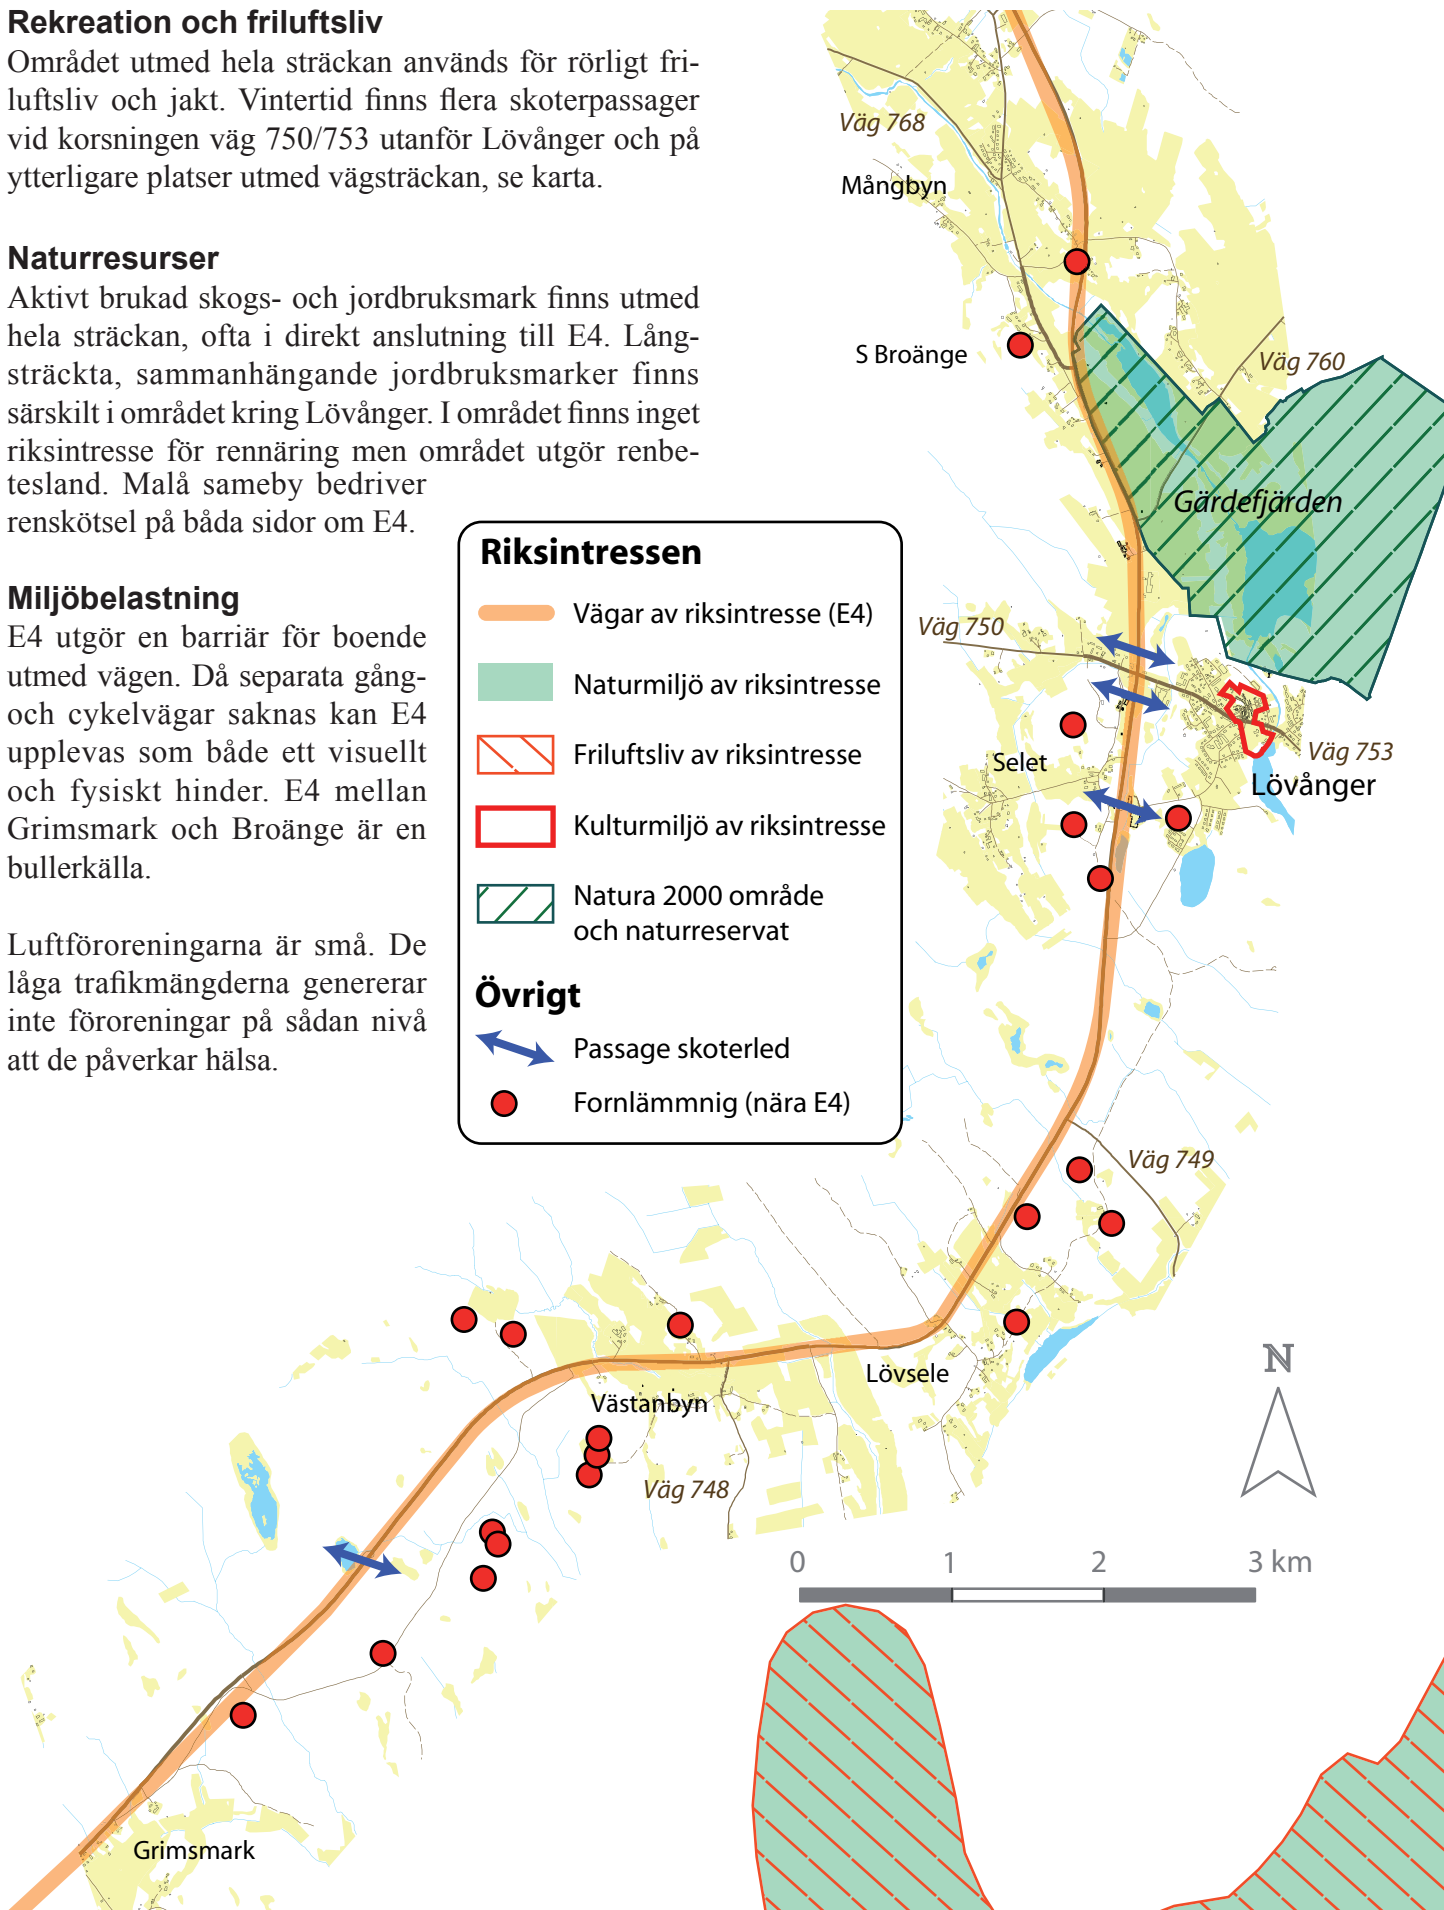 Rekreation och friluftsliv
Området utmed hela sträckan används för rörligt fri-
luftsliv och jakt. Vintertid finns flera skoterpassager
vid korsningen väg 750/753 utanför Lövånger och på
ytterligare platser utmed vägsträckan, se karta.
Naturresurser
Aktivt brukad skogs- och jordbruksmark finns utmed
hela sträckan, ofta i direkt anslutning till E4. Lång-
sträckta, sammanhängande jordbruksmarker finns
särskilt i området kring Lövånger. I området finns inget
riksintresse för rennäring men området utgör renbe-
tesland. Malå sameby bedriver
renskötsel på båda sidor om E4.
Miljöbelastning
E4 utgör en barriär för boende
utmed vägen. Då separata gång-
och cykelvägar saknas kan E4
upplevas som både ett visuellt
och fysiskt hinder. E4 mellan
Grimsmark och Broänge är en
bullerkälla.
Luftföroreningarna är små. De
låga trafikmängderna genererar
inte föroreningar på sådan nivå
att de påverkar hälsa.
Riksintressen
Vägar av riksintresse (E4)
Naturmiljö av riksintresse
Friluftsliv av riksintresse
Kulturmiljö av riksintresse
Natura 2000 område
och naturreservat
Övrigt
Passage skoterled
Fornlämmnig (nära E4)
Väg 768
Mångbyn
S Broänge
Väg 760
Gärdefjärden
Väg 750
Selet
Väg 753
Lövånger
Väg 749
Lövsele
Västanbyn
Väg 748
N
0 1 2 3 km
Grimsmark